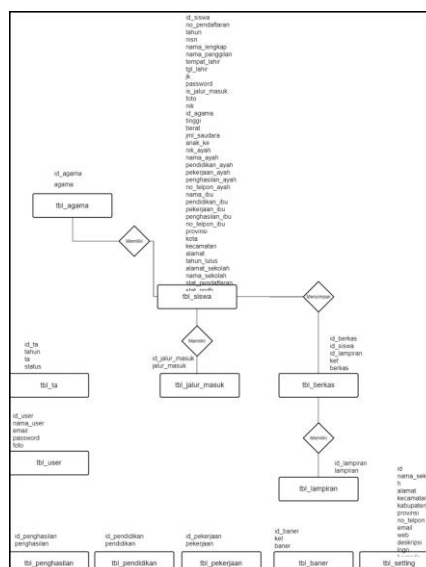 id_siswa
no_pendaftaran
tahun
nisn
nama_lengkap
nama_panggilan
tempat_lahir
tgl_lahir
jk
password
is_jalur_masuk
foto
nik
id_agama
tinggi
berat
jml_saudara
anak_ke
nik_ayah
nama_ayah
pendidikan_ayah
pekerjaan_ayah
penghasilan_ayah
no_telpon_ayah
nama_ibu
pendidikan_ibu
pekerjaan_ibu
penghasilan_ibu
no_telpon_ibu
provinsi
kota
kecamatan
alamat
tahun_lulus
alamat_sekolah
nama_sekolah
stat_pendaftaran
tbl_siswa
id_agama
agama
tbl_agama
Memiliki
Menyimpan
Memiliki
id_jalur_masuk
jalur_masuk
tbl_jalur_masuk
id_berkas
id_siswa
id_lampiran
ket
berkas
tbl_berkas
id_ta
tahun
ta
status
tbl_ta
id_user
nama_user
email
password
foto
tbl_user
Memiliki
id_lampiran
lampiran
tbl_lampiran
id_penghasilan
penghasilan
tbl_penghasilan
id_pendidikan
pendidikan
tbl_pendidikan
id_pekerjaan
pekerjaan
tbl_pekerjaan
id_baner
ket
baner
tbl_baner
id
nama_sek
h
alamat
kecamatan
kabupaten
provinsi
no_telpon
email
web
deskripsi
logo
tbl_setting